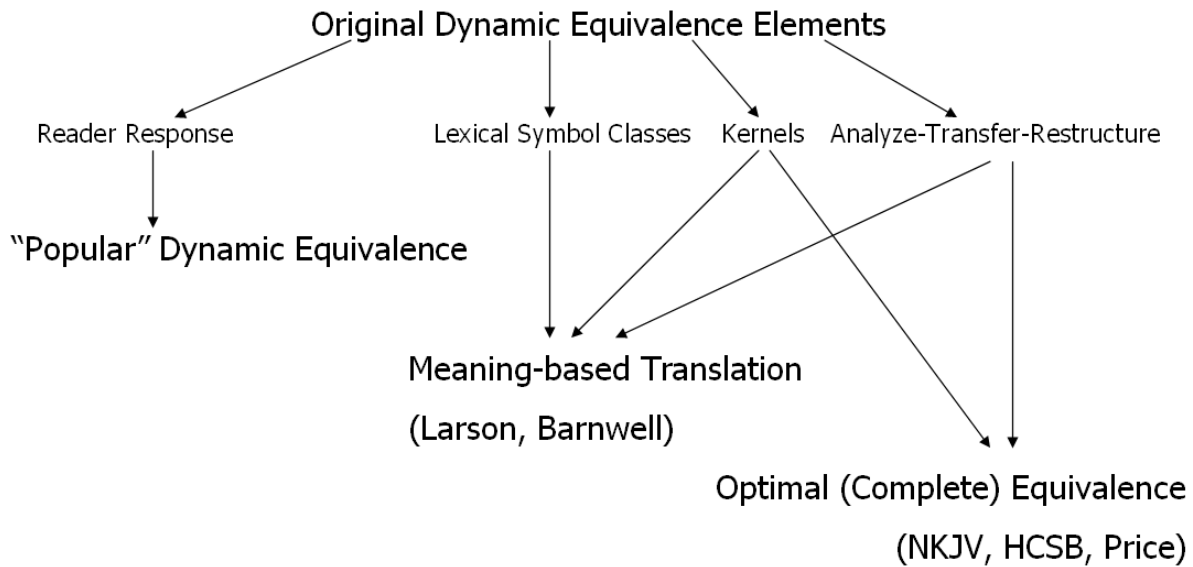 Original Dynamic Equivalence Elements
Reader Response
Lexical Symbol Classes
Kernels
Analyze-Transfer-Restructure
“Popular” Dynamic Equivalence
Meaning-based Translation
(Larson, Barnwell)
Optimal (Complete) Equivalence
(NKJV, HCSB, Price)